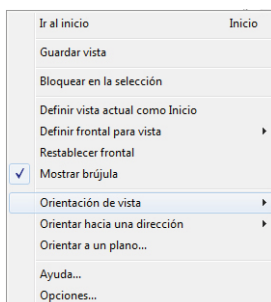 Ir al inicio Inicio
Guardar vista
Bloquear en la selección
Definir vista actual como Inicio
Definir frontal para vista
Restablecer frontal
Mostrar brújula
Orientación de vista
Orientar hacia una dirección
Orientar a un plano...
Ayuda...
Opciones...